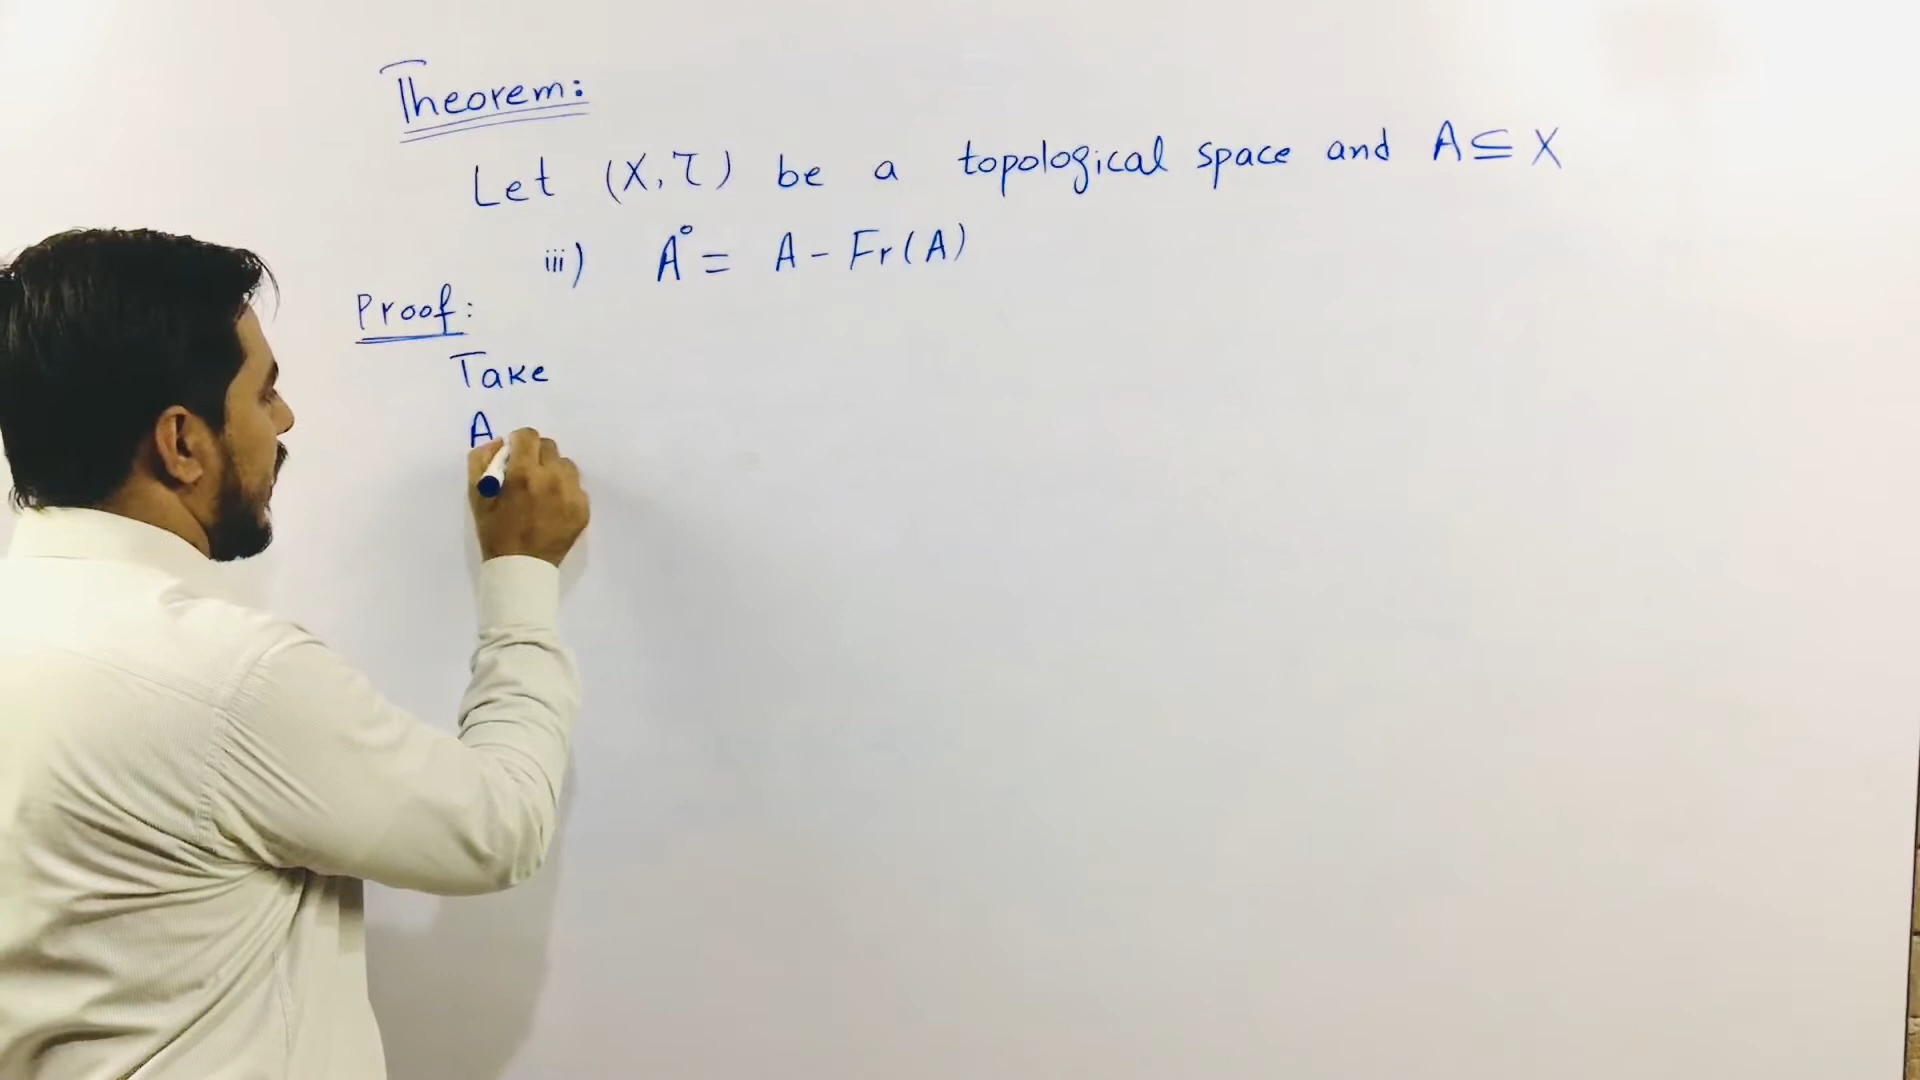 Theorem:
Let (X, τ) be a topological space and A ⊆ X
iii) A° = A - Fr(A)
Proof:
Take
A